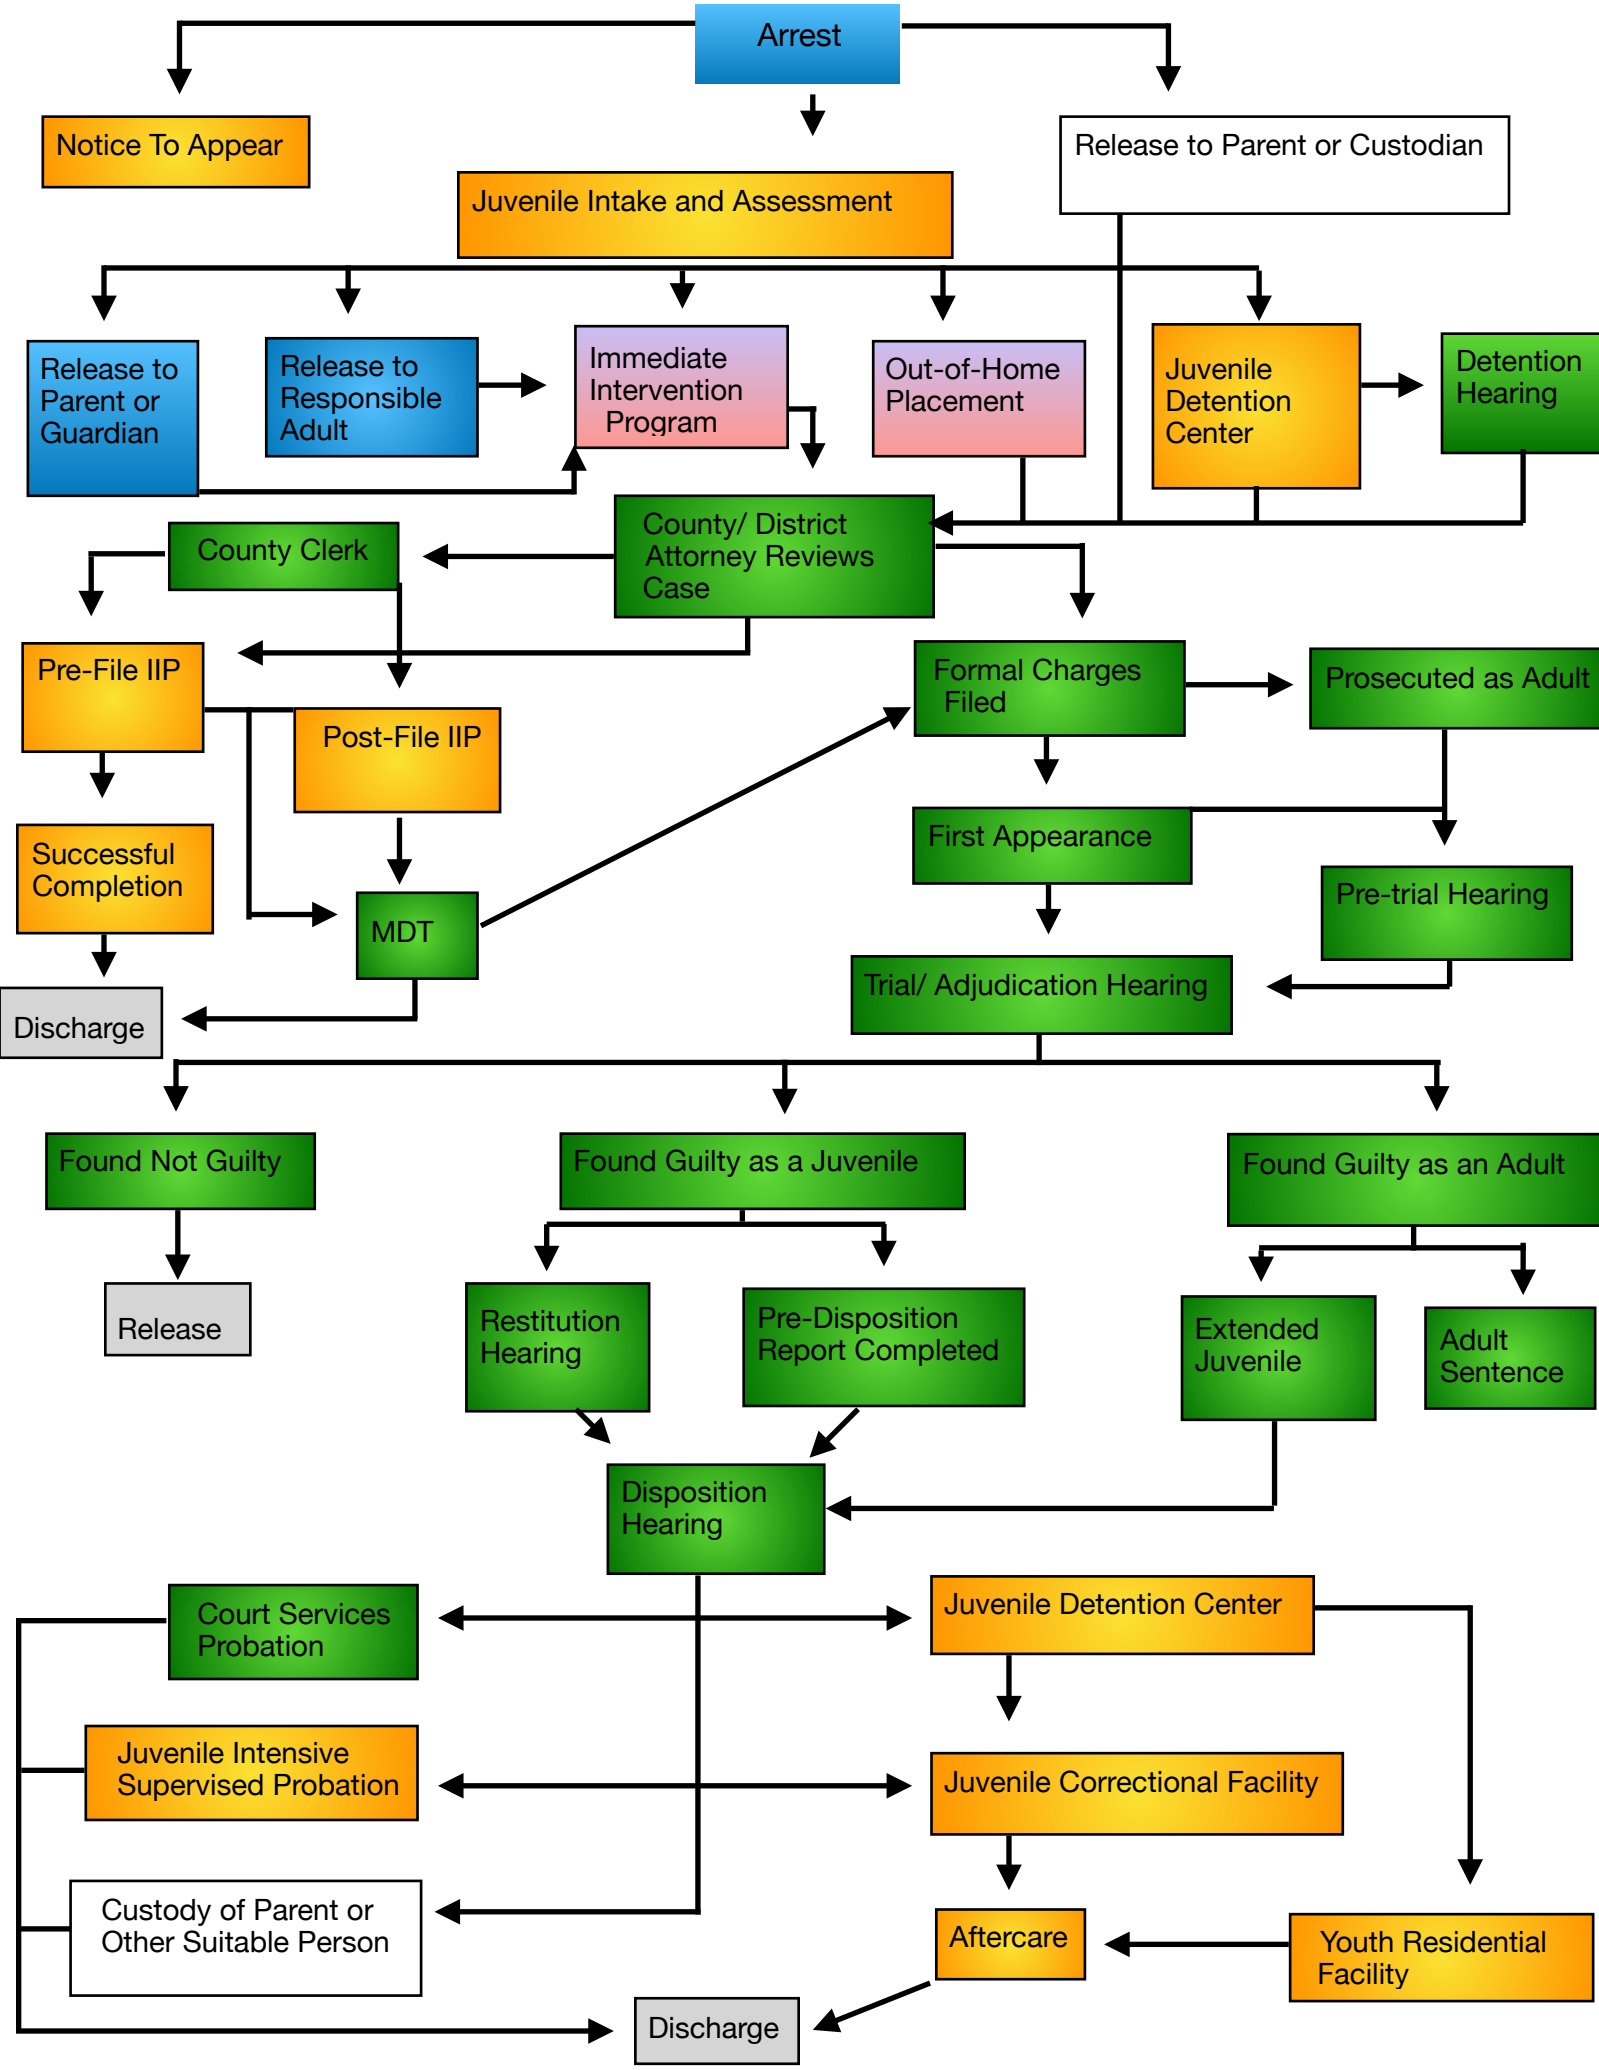 Arrest
Notice To Appear
Release to Parent or Custodian
Juvenile Intake and Assessment
Release to
Parent or
Guardian
Release to
Responsible
Adult
Immediate
Intervention
Program
Out-of-Home
Placement
Juvenile
Detention
Center
Detention
Hearing
County Clerk
County/ District
Attorney Reviews
Case
Pre-File IIP
Post-File IIP
Formal Charges
Filed
Prosecuted as Adult
Successful
Completion
MDT
First Appearance
Pre-trial Hearing
Discharge
Trial/ Adjudication Hearing
Found Not Guilty
Found Guilty as a Juvenile
Found Guilty as an Adult
Release
Restitution
Hearing
Pre-Disposition
Report Completed
Extended
Juvenile
Adult
Sentence
Disposition
Hearing
Court Services
Probation
Juvenile Detention Center
Juvenile Intensive
Supervised Probation
Juvenile Correctional Facility
Custody of Parent or
Other Suitable Person
Aftercare
Youth Residential
Facility
Discharge